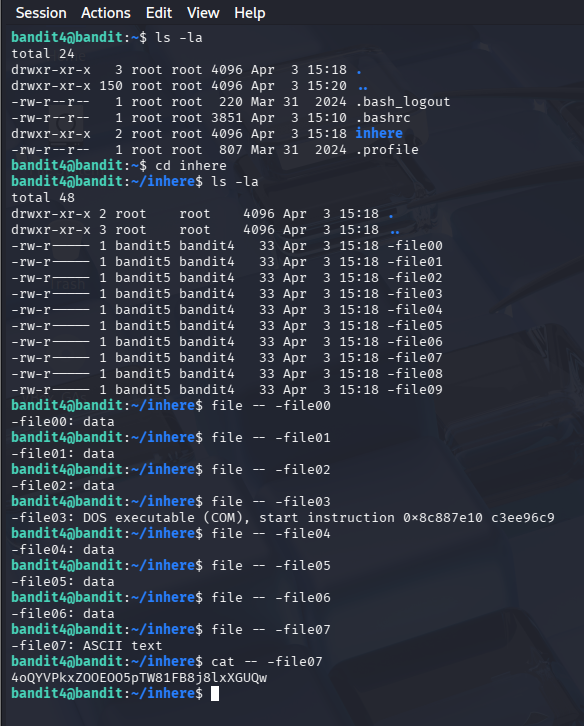 Session Actions Edit View Help
bandit4@bandit:~$ ls -la
total 24
drwxr-xr-x   3 root root 4096 Apr  3 15:18 .
drwxr-xr-x 150 root root 4096 Apr  3 15:20 ..
-rw-r--r--   1 root root  220 Mar 31  2024 .bash_logout
-rw-r--r--   1 root root 3851 Apr  3 15:10 .bashrc
drwxr-xr-x   2 root root 4096 Apr  3 15:18 inhere
-rw-r--r--   1 root root  807 Mar 31  2024 .profile
bandit4@bandit:~$ cd inhere
bandit4@bandit:~/inhere$ ls -la
total 48
drwxr-xr-x 2 root    root    4096 Apr  3 15:18 .
drwxr-xr-x 3 root    root    4096 Apr  3 15:18 ..
-rw-r----- 1 bandit5 bandit4   33 Apr  3 15:18 -file00
-rw-r----- 1 bandit5 bandit4   33 Apr  3 15:18 -file01
-rw-r----- 1 bandit5 bandit4   33 Apr  3 15:18 -file02
-rw-r----- 1 bandit5 bandit4   33 Apr  3 15:18 -file03
-rw-r----- 1 bandit5 bandit4   33 Apr  3 15:18 -file04
-rw-r----- 1 bandit5 bandit4   33 Apr  3 15:18 -file05
-rw-r----- 1 bandit5 bandit4   33 Apr  3 15:18 -file06
-rw-r----- 1 bandit5 bandit4   33 Apr  3 15:18 -file07
-rw-r----- 1 bandit5 bandit4   33 Apr  3 15:18 -file08
-rw-r----- 1 bandit5 bandit4   33 Apr  3 15:18 -file09
bandit4@bandit:~/inhere$ file -- -file00
-file00: data
bandit4@bandit:~/inhere$ file -- -file01
-file01: data
bandit4@bandit:~/inhere$ file -- -file02
-file02: data
bandit4@bandit:~/inhere$ file -- -file03
-file03: DOS executable (COM), start instruction 0x8c887e10 c3ee96c9
bandit4@bandit:~/inhere$ file -- -file04
-file04: data
bandit4@bandit:~/inhere$ file -- -file05
-file05: data
bandit4@bandit:~/inhere$ file -- -file06
-file06: data
bandit4@bandit:~/inhere$ file -- -file07
-file07: ASCII text
bandit4@bandit:~/inhere$ cat -- -file07
4oQYVPkxZOOEOO5pTW81FB8j8lxXGUQw
bandit4@bandit:~/inhere$